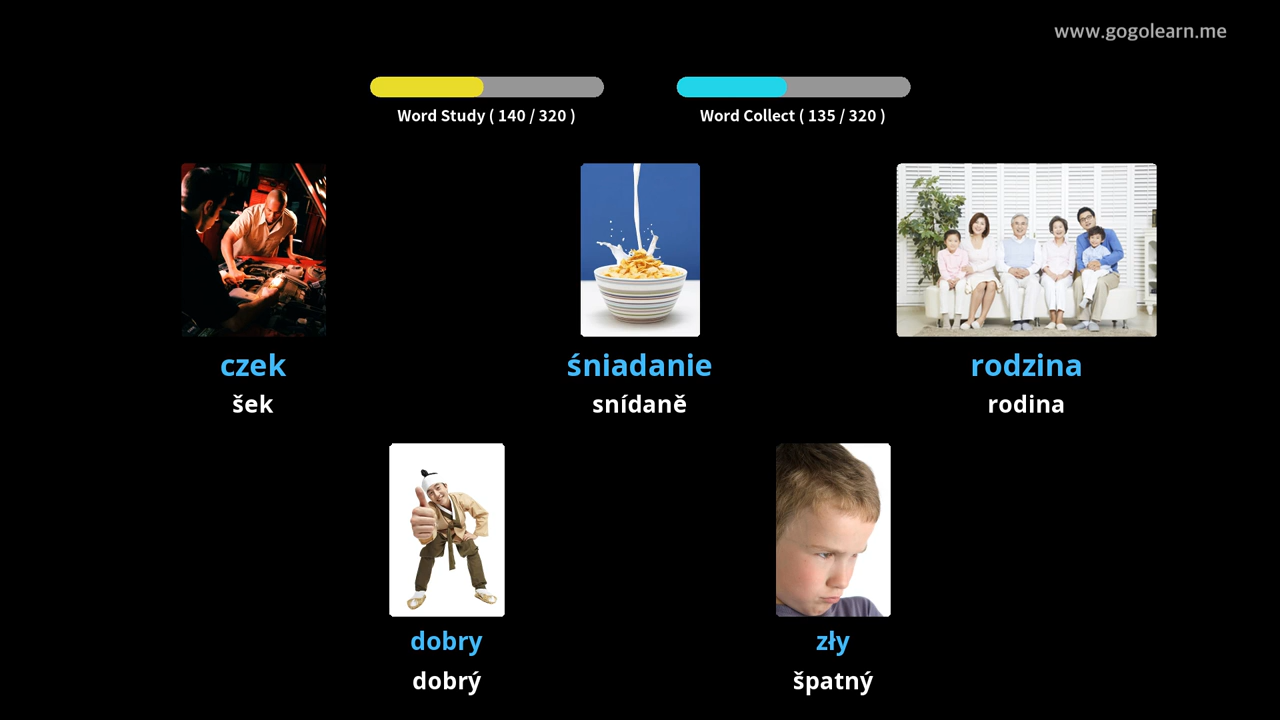 www.gogolearn.me
Word Study ( 140 / 320 )
Word Collect ( 135 / 320 )
czek
šek
śniadanie
snídaně
rodzina
rodina
dobry
dobrý
zły
špatný